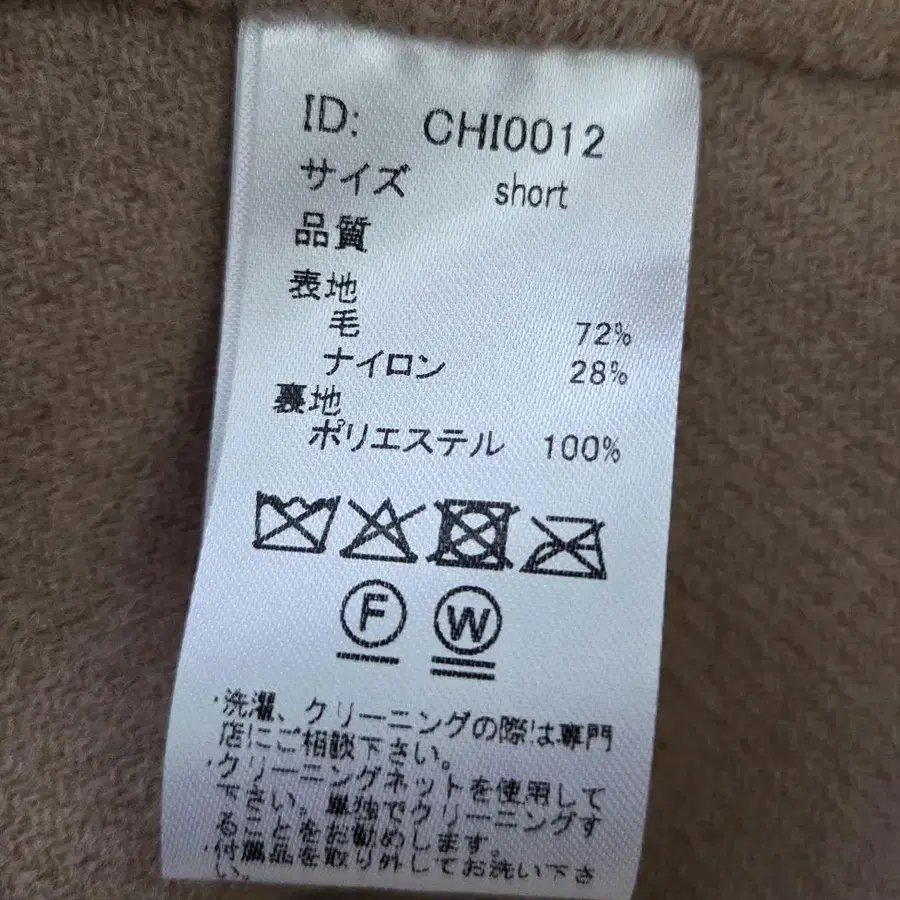 ID: CHI0012
サイズ short
品質
表地
毛 72%
ナイロン 28%
裏地
ポリエステル 100%
F W
・洗濯、クリーニングの際は専門
店にご相談下さい。
・クリーニングネットを使用して
下さい。単独でクリーニングす
ることをお勧めします。
・付属品を取り外してお洗い下さ
い。